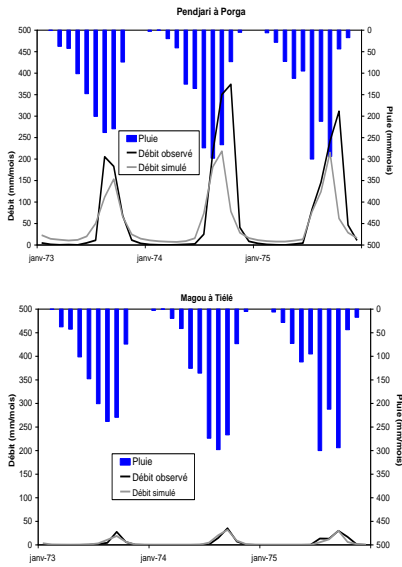 Pendjari à Porga
500 450 400 350 300 250 200 150 100 50 0
Débit (mm/mois)
0 50 100 150 200 250 300 350 400 450 500
Pluie (mm/mois)
Pluie
Débit observé
Débit simulé
janv-73 janv-74 janv-75
Magou à Tiélé
500 450 400 350 300 250 200 150 100 50 0
Débit (mm/mois)
0 50 100 150 200 250 300 350 400 450 500
Pluie (mm/mois)
Pluie
Débit observé
Débit simulé
janv-73 janv-74 janv-75